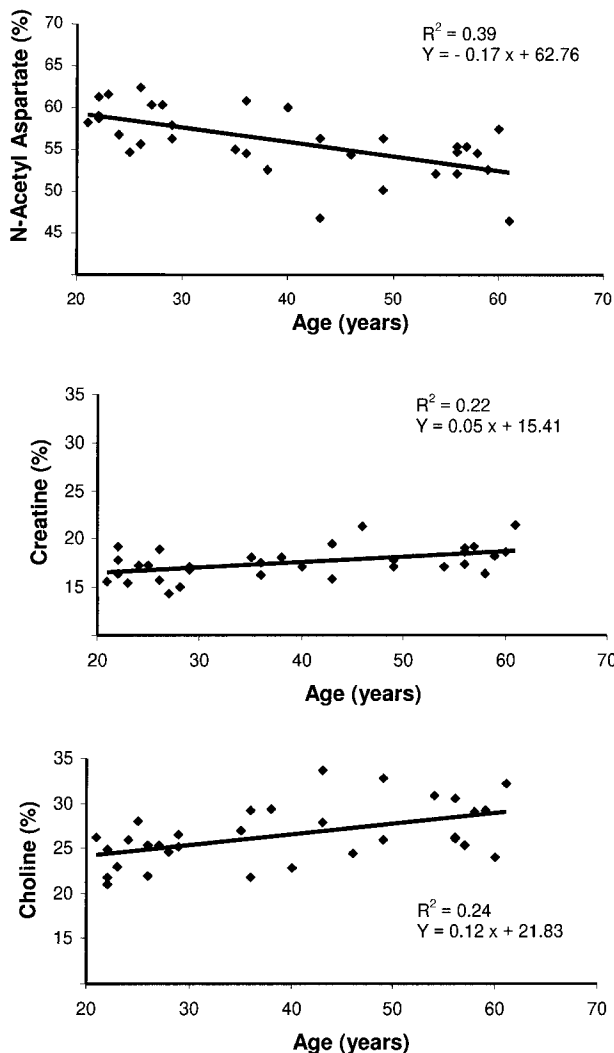 N-Acetyl Aspartate (%)
70
65
60
55
50
45
R² = 0.39
Y = - 0.17 x + 62.76
20 30 40 50 60 70
Age (years)
Creatine (%)
35
30
25
20
15
R² = 0.22
Y = 0.05 x + 15.41
20 30 40 50 60 70
Age (years)
Choline (%)
35
30
25
20
15
R² = 0.24
Y = 0.12 x + 21.83
20 30 40 50 60 70
Age (years)